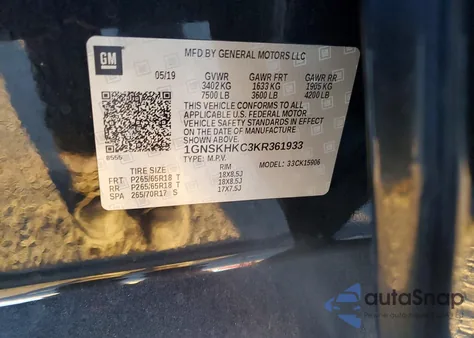 GM
MFD BY GENERAL MOTORS LLC
05/19 GVWR GAWR FRT GAWR RR
3402 KG 1633 KG 1905 KG
7500 LB 3600 LB 4200 LB
THIS VEHICLE CONFORMS TO ALL
APPLICABLE U.S. FEDERAL MOTOR
VEHICLE SAFETY STANDARDS IN EFFECT
ON THE DATE OF MANUFACTURE
SHOWN ABOVE.
1GNSKHKC3KR361933
TYPE: M.P.V. MODEL: 33CK15906
TIRE SIZE RIM
FRT P265/65R18 T 18X8.5J
RR P265/65R18 T 18X8.5J
SPA 265/70R17 S 17X7.5J
autoSnap